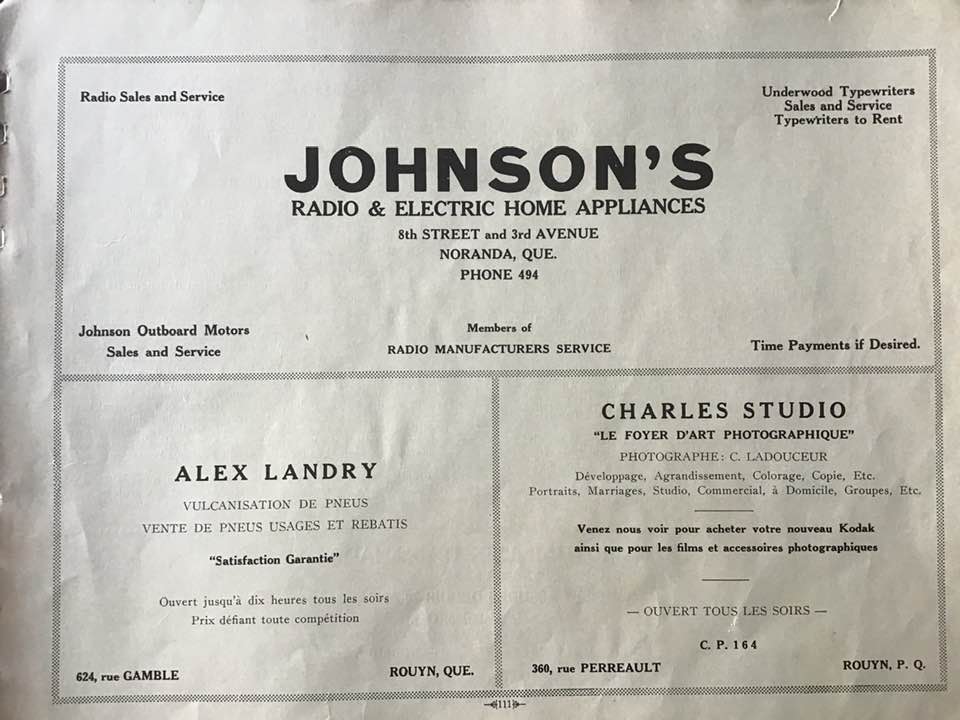 Radio Sales and Service
Underwood Typewriters
Sales and Service
Typewriters to Rent
JOHNSON'S
RADIO & ELECTRIC HOME APPLIANCES
8th STREET and 3rd AVENUE
NORANDA, QUE.
PHONE 494
Johnson Outboard Motors
Sales and Service
Members of
RADIO MANUFACTURERS SERVICE
Time Payments if Desired.
ALEX LANDRY
VULCANISATION DE PNEUS
VENTE DE PNEUS USAGES ET REBATIS
"Satisfaction Garantie"
Ouvert jusqu'à dix heures tous les soirs
Prix défiant toute compétition
624, rue GAMBLE
ROUYN, QUE.
CHARLES STUDIO
"LE FOYER D'ART PHOTOGRAPHIQUE"
PHOTOGRAPHE: C. LADOUCEUR
Développage, Agrandissement, Colorage, Copie, Etc.
Portraits, Marriages, Studio, Commercial, à Domicile, Groupes, Etc.
Venez nous voir pour acheter votre nouveau Kodak
ainsi que pour les films et accessoires photographiques
— OUVERT TOUS LES SOIRS —
C. P. 164
360, rue PERREAULT
ROUYN, P. Q.
111